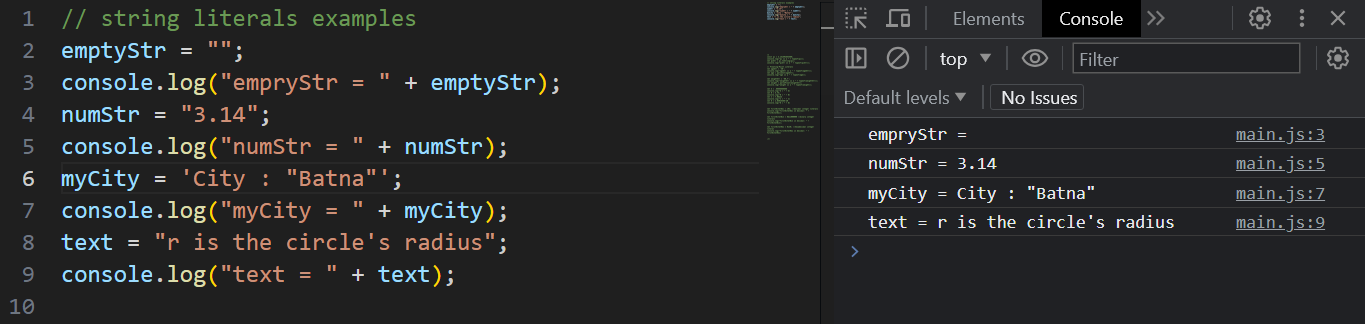 1 // string literals examples
2 emptyStr = "";
3 console.log("empryStr = " + emptyStr);
4 numStr = "3.14";
5 console.log("numStr = " + numStr);
6 myCity = 'City : "Batna"';
7 console.log("myCity = " + myCity);
8 text = "r is the circle's radius";
9 console.log("text = " + text);
10
Elements Console
top Filter
Default levels No Issues
empryStr = main.js:3
numStr = 3.14 main.js:5
myCity = City : "Batna" main.js:7
text = r is the circle's radius main.js:9